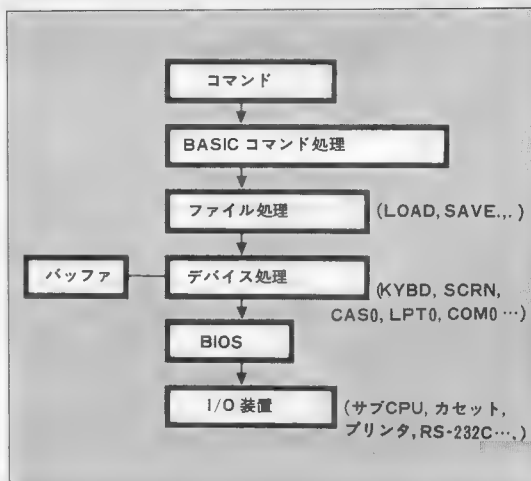 コマンド
BASIC コマンド処理
ファイル処理
(LOAD, SAVE.,.)
バッファ
デバイス処理
(KYBD, SCRN,
CAS0, LPT0, COM0 …)
BIOS
I/O 装置
(サブCPU, カセット,
プリンタ, RS-232C….)